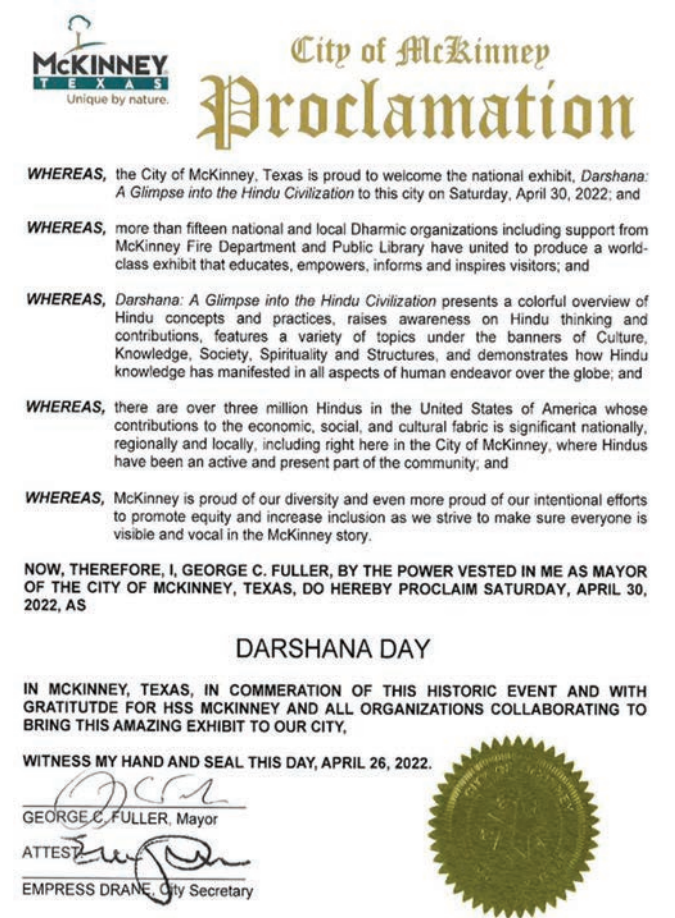 McKINNEY
TEXAS
Unique by nature.
City of McKinney
Proclamation
WHEREAS, the City of McKinney, Texas is proud to welcome the national exhibit, Darshana:
A Glimpse into the Hindu Civilization to this city on Saturday, April 30, 2022; and
WHEREAS, more than fifteen national and local Dharmic organizations including support from
McKinney Fire Department and Public Library have united to produce a world-
class exhibit that educates, empowers, informs and inspires visitors; and
WHEREAS, Darshana: A Glimpse into the Hindu Civilization presents a colorful overview of
Hindu concepts and practices, raises awareness on Hindu thinking and
contributions, features a variety of topics under the banners of Culture,
Knowledge, Society, Spirituality and Structures, and demonstrates how Hindu
knowledge has manifested in all aspects of human endeavor over the globe; and
WHEREAS, there are over three million Hindus in the United States of America whose
contributions to the economic, social, and cultural fabric is significant nationally,
regionally and locally, including right here in the City of McKinney, where Hindus
have been an active and present part of the community; and
WHEREAS, McKinney is proud of our diversity and even more proud of our intentional efforts
to promote equity and increase inclusion as we strive to make sure everyone is
visible and vocal in the McKinney story.
NOW, THEREFORE, I, GEORGE C. FULLER, BY THE POWER VESTED IN ME AS MAYOR
OF THE CITY OF MCKINNEY, TEXAS, DO HEREBY PROCLAIM SATURDAY, APRIL 30,
2022, AS
DARSHANA DAY
IN MCKINNEY, TEXAS, IN COMMERATION OF THIS HISTORIC EVENT AND WITH
GRATITUTDE FOR HSS MCKINNEY AND ALL ORGANIZATIONS COLLABORATING TO
BRING THIS AMAZING EXHIBIT TO OUR CITY,
WITNESS MY HAND AND SEAL THIS DAY, APRIL 26, 2022.
GEORGE C. FULLER, Mayor
ATTEST
EMPRESS DRANE, City Secretary
CITY OF MCKINNEY